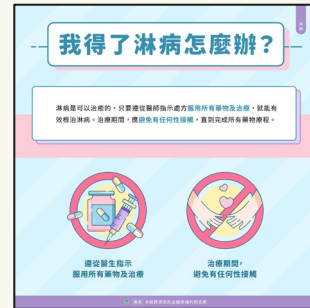 我得了淋病怎麼辦?
淋病是可以治癒的，只要遵從醫師指示處方服用所有藥物及治療，就能有
效根治淋病。治療期間，應避免有任何性接觸，直到完成所有藥物療程。
遵從醫生指示
服用所有藥物及治療
治療期間，
避免有任何性接觸